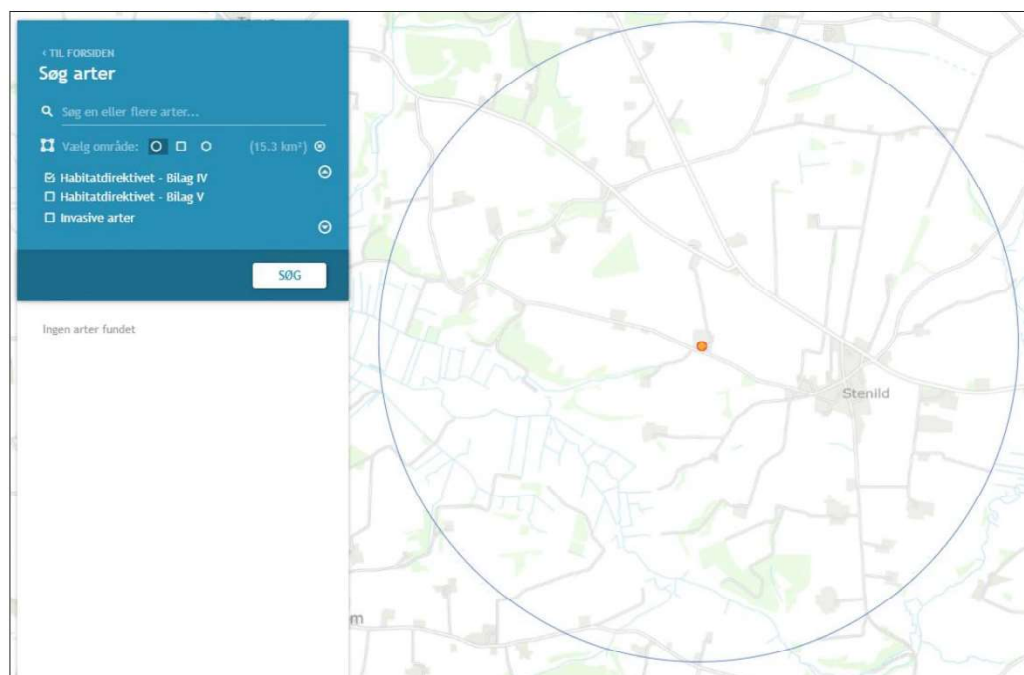 ‹ TIL FORSIDEN
Søg arter
Søg en eller flere arter...
Vælg område: (15.3 km²)
Habitatdirektivet - Bilag IV
Habitatdirektivet - Bilag V
Invasive arter
SØG
Ingen arter fundet
Stenild